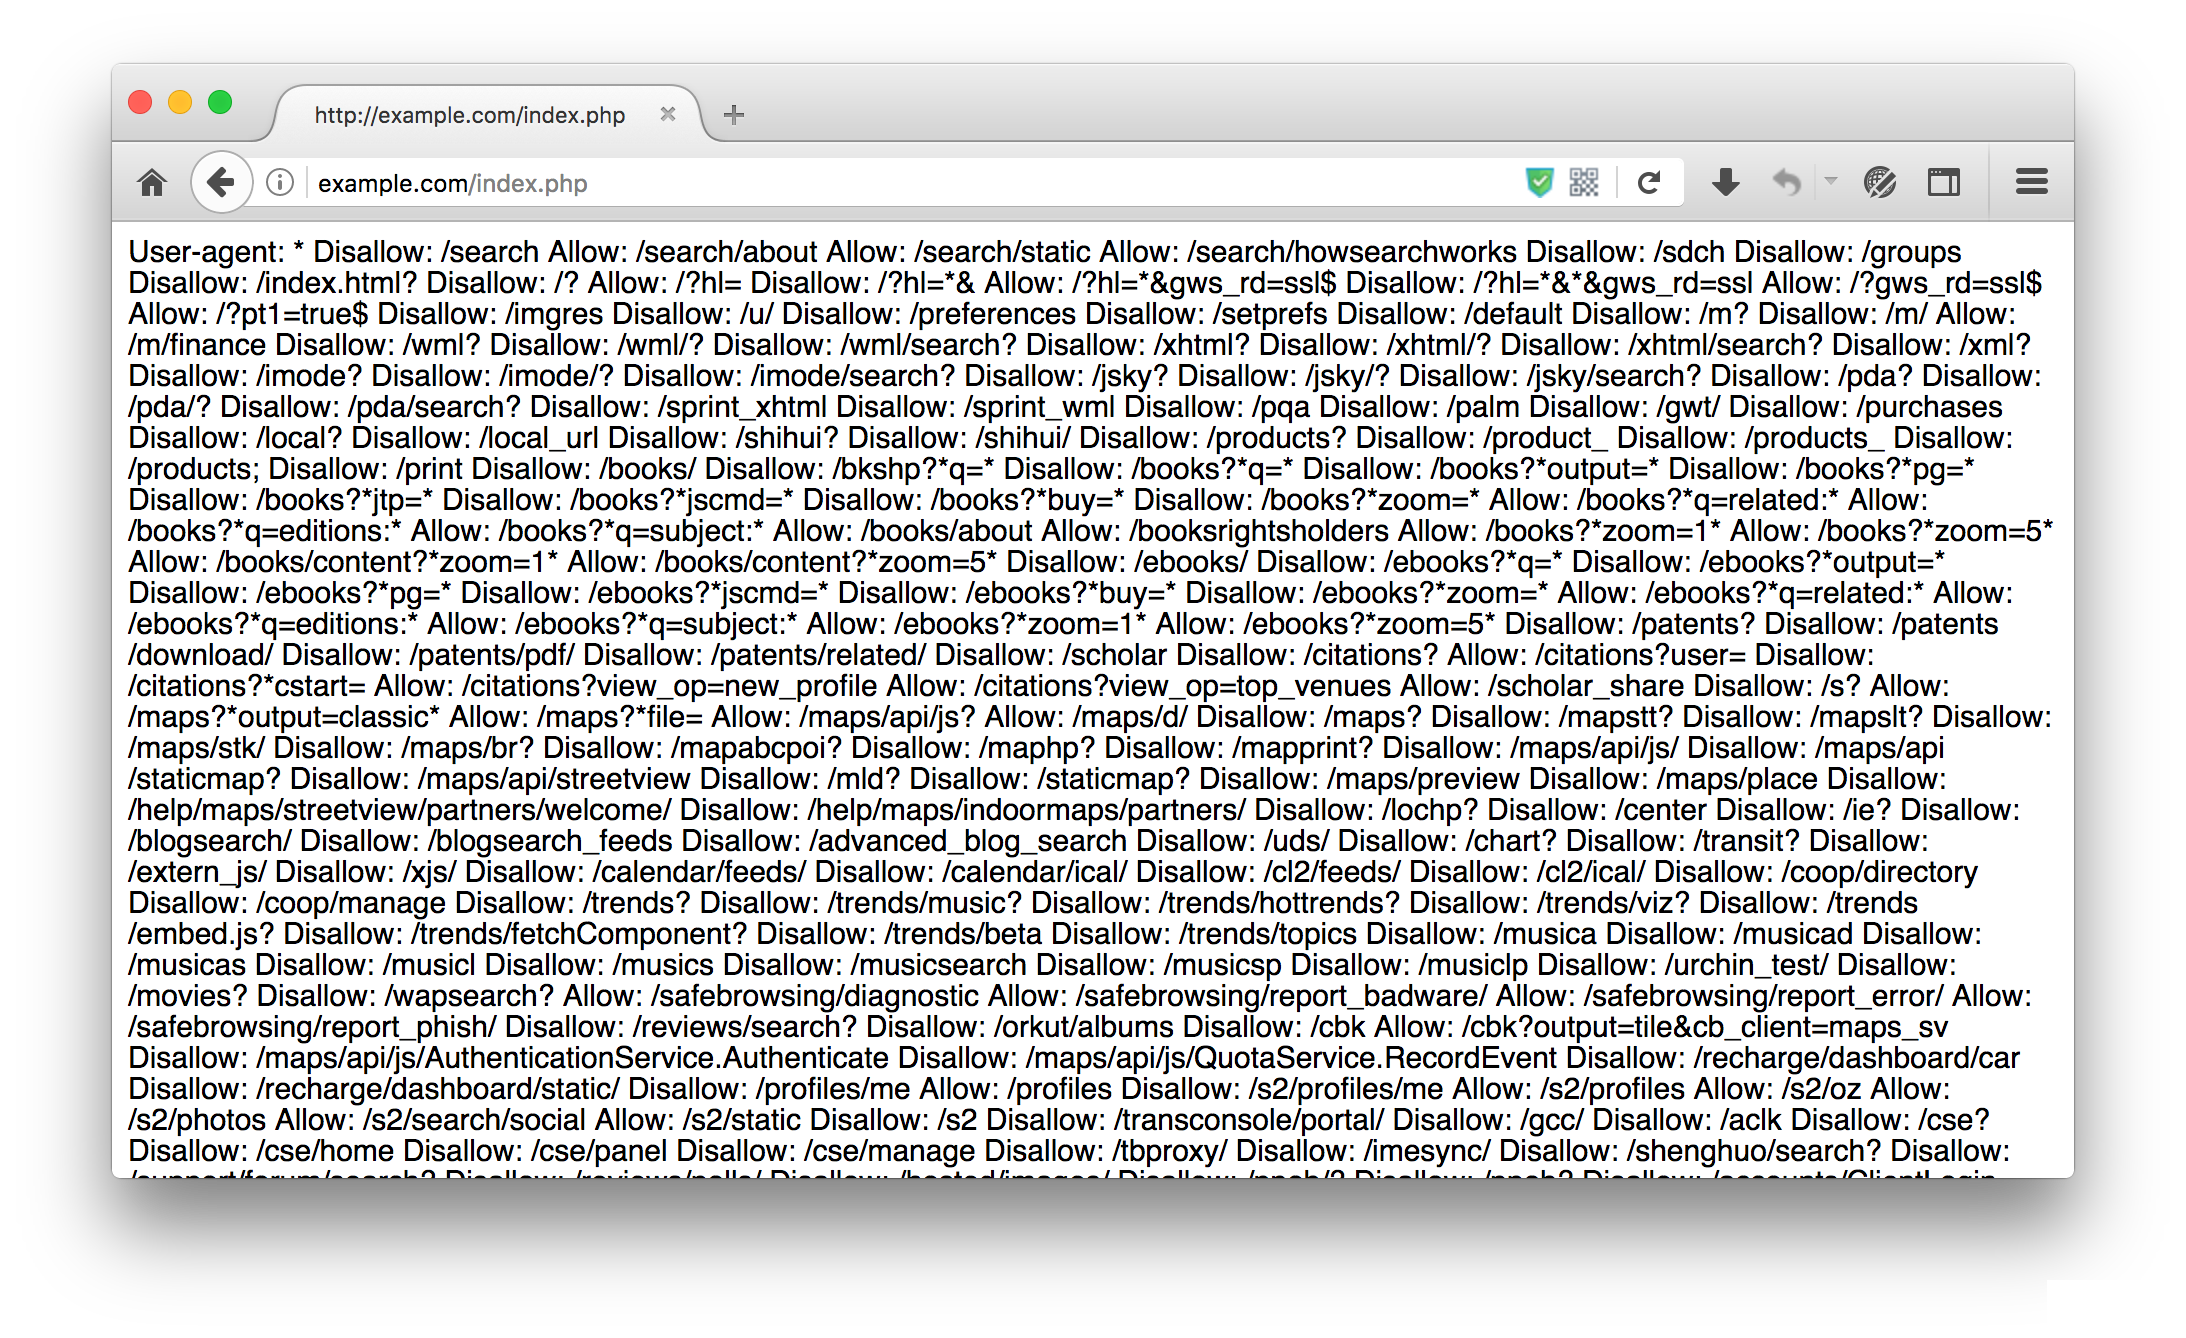 http://example.com/index.php
example.com/index.php
User-agent: * Disallow: /search Allow: /search/about Allow: /search/static Allow: /search/howsearchworks Disallow: /sdch Disallow: /groups
Disallow: /index.html? Disallow: /? Allow: /?hl= Disallow: /?hl=*& Allow: /?hl=*&gws_rd=ssl$ Disallow: /?hl=*&*&gws_rd=ssl Allow: /?gws_rd=ssl$
Allow: /?pt1=true$ Disallow: /imgres Disallow: /u/ Disallow: /preferences Disallow: /setprefs Disallow: /default Disallow: /m? Disallow: /m/ Allow:
/m/finance Disallow: /wml? Disallow: /wml/? Disallow: /wml/search? Disallow: /xhtml? Disallow: /xhtml/? Disallow: /xhtml/search? Disallow: /xml?
Disallow: /imode? Disallow: /imode/? Disallow: /imode/search? Disallow: /jsky? Disallow: /jsky/? Disallow: /jsky/search? Disallow: /pda? Disallow:
/pda/? Disallow: /pda/search? Disallow: /sprint_xhtml Disallow: /sprint_wml Disallow: /pqa Disallow: /palm Disallow: /gwt/ Disallow: /purchases
Disallow: /local? Disallow: /local_url Disallow: /shihui? Disallow: /shihui/ Disallow: /products? Disallow: /product_ Disallow: /products_ Disallow:
/products; Disallow: /print Disallow: /books/ Disallow: /bkshp?*q=* Disallow: /books?*q=* Disallow: /books?*output=* Disallow: /books?*pg=*
Disallow: /books?*jtp=* Disallow: /books?*jscmd=* Disallow: /books?*buy=* Disallow: /books?*zoom=* Allow: /books?*q=related:* Allow:
/books?*q=editions:* Allow: /books?*q=subject:* Allow: /books/about Allow: /booksrightsholders Allow: /books?*zoom=1* Allow: /books?*zoom=5*
Allow: /books/content?*zoom=1* Allow: /books/content?*zoom=5* Disallow: /ebooks/ Disallow: /ebooks?*q=* Disallow: /ebooks?*output=*
Disallow: /ebooks?*pg=* Disallow: /ebooks?*jscmd=* Disallow: /ebooks?*buy=* Disallow: /ebooks?*zoom=* Allow: /ebooks?*q=related:* Allow:
/ebooks?*q=editions:* Allow: /ebooks?*q=subject:* Allow: /ebooks?*zoom=1* Allow: /ebooks?*zoom=5* Disallow: /patents? Disallow: /patents
/download/ Disallow: /patents/pdf/ Disallow: /patents/related/ Disallow: /scholar Disallow: /citations? Allow: /citations?user= Disallow:
/citations?*cstart= Allow: /citations?view_op=new_profile Allow: /citations?view_op=top_venues Allow: /scholar_share Disallow: /s? Allow:
/maps?*output=classic* Allow: /maps?*file= Allow: /maps/api/js? Allow: /maps/d/ Disallow: /maps? Disallow: /mapstt? Disallow: /mapslt? Disallow:
/maps/stk/ Disallow: /maps/br? Disallow: /mapabcpoi? Disallow: /maphp? Disallow: /mapprint? Disallow: /maps/api/js/ Disallow: /maps/api
/staticmap? Disallow: /maps/api/streetview Disallow: /mld? Disallow: /staticmap? Disallow: /maps/preview Disallow: /maps/place Disallow:
/help/maps/streetview/partners/welcome/ Disallow: /help/maps/indoormaps/partners/ Disallow: /lochp? Disallow: /center Disallow: /ie? Disallow:
/blogsearch/ Disallow: /blogsearch_feeds Disallow: /advanced_blog_search Disallow: /uds/ Disallow: /chart? Disallow: /transit? Disallow:
/extern_js/ Disallow: /xjs/ Disallow: /calendar/feeds/ Disallow: /calendar/ical/ Disallow: /cl2/feeds/ Disallow: /cl2/ical/ Disallow: /coop/directory
Disallow: /coop/manage Disallow: /trends? Disallow: /trends/music? Disallow: /trends/hottrends? Disallow: /trends/viz? Disallow: /trends
/embed.js? Disallow: /trends/fetchComponent? Disallow: /trends/beta Disallow: /trends/topics Disallow: /musica Disallow: /musicad Disallow:
/musicas Disallow: /musicl Disallow: /musics Disallow: /musicsearch Disallow: /musicsp Disallow: /musiclp Disallow: /urchin_test/ Disallow:
/movies? Disallow: /wapsearch? Allow: /safebrowsing/diagnostic Allow: /safebrowsing/report_badware/ Allow: /safebrowsing/report_error/ Allow:
/safebrowsing/report_phish/ Disallow: /reviews/search? Disallow: /orkut/albums Disallow: /cbk Allow: /cbk?output=tile&cb_client=maps_sv
Disallow: /maps/api/js/AuthenticationService.Authenticate Disallow: /maps/api/js/QuotaService.RecordEvent Disallow: /recharge/dashboard/car
Disallow: /recharge/dashboard/static/ Disallow: /profiles/me Allow: /profiles Disallow: /s2/profiles/me Allow: /s2/profiles Allow: /s2/oz Allow:
/s2/photos Allow: /s2/search/social Allow: /s2/static Disallow: /s2 Disallow: /transconsole/portal/ Disallow: /gcc/ Disallow: /aclk Disallow: /cse?
Disallow: /cse/home Disallow: /cse/panel Disallow: /cse/manage Disallow: /tbproxy/ Disallow: /imesync/ Disallow: /shenghuo/search? Disallow:
/support/forum/search? Disallow: /reviews/polls/ Disallow: /hosted/images/ Disallow: Disallow: Disallow: /accounts/ClientLogin